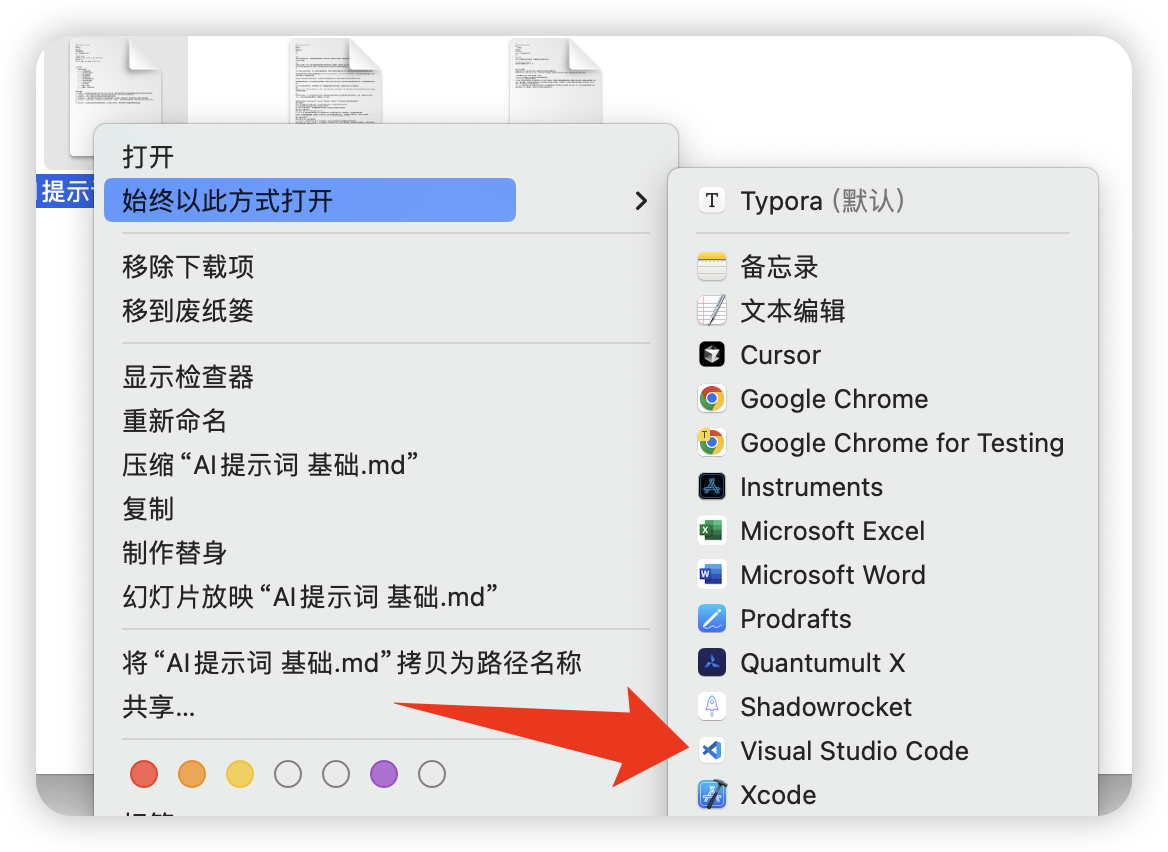 提示
打开
始终以此方式打开
移除下载项
移到废纸篓
显示检查器
重新命名
压缩“AI提示词 基础.md”
复制
制作替身
幻灯片放映“AI提示词 基础.md”
将“AI提示词 基础.md”拷贝为路径名称
共享...
Typora (默认)
备忘录
文本编辑
Cursor
Google Chrome
Google Chrome for Testing
Instruments
Microsoft Excel
Microsoft Word
Prodrafts
Quantumult X
Shadowrocket
Visual Studio Code
Xcode